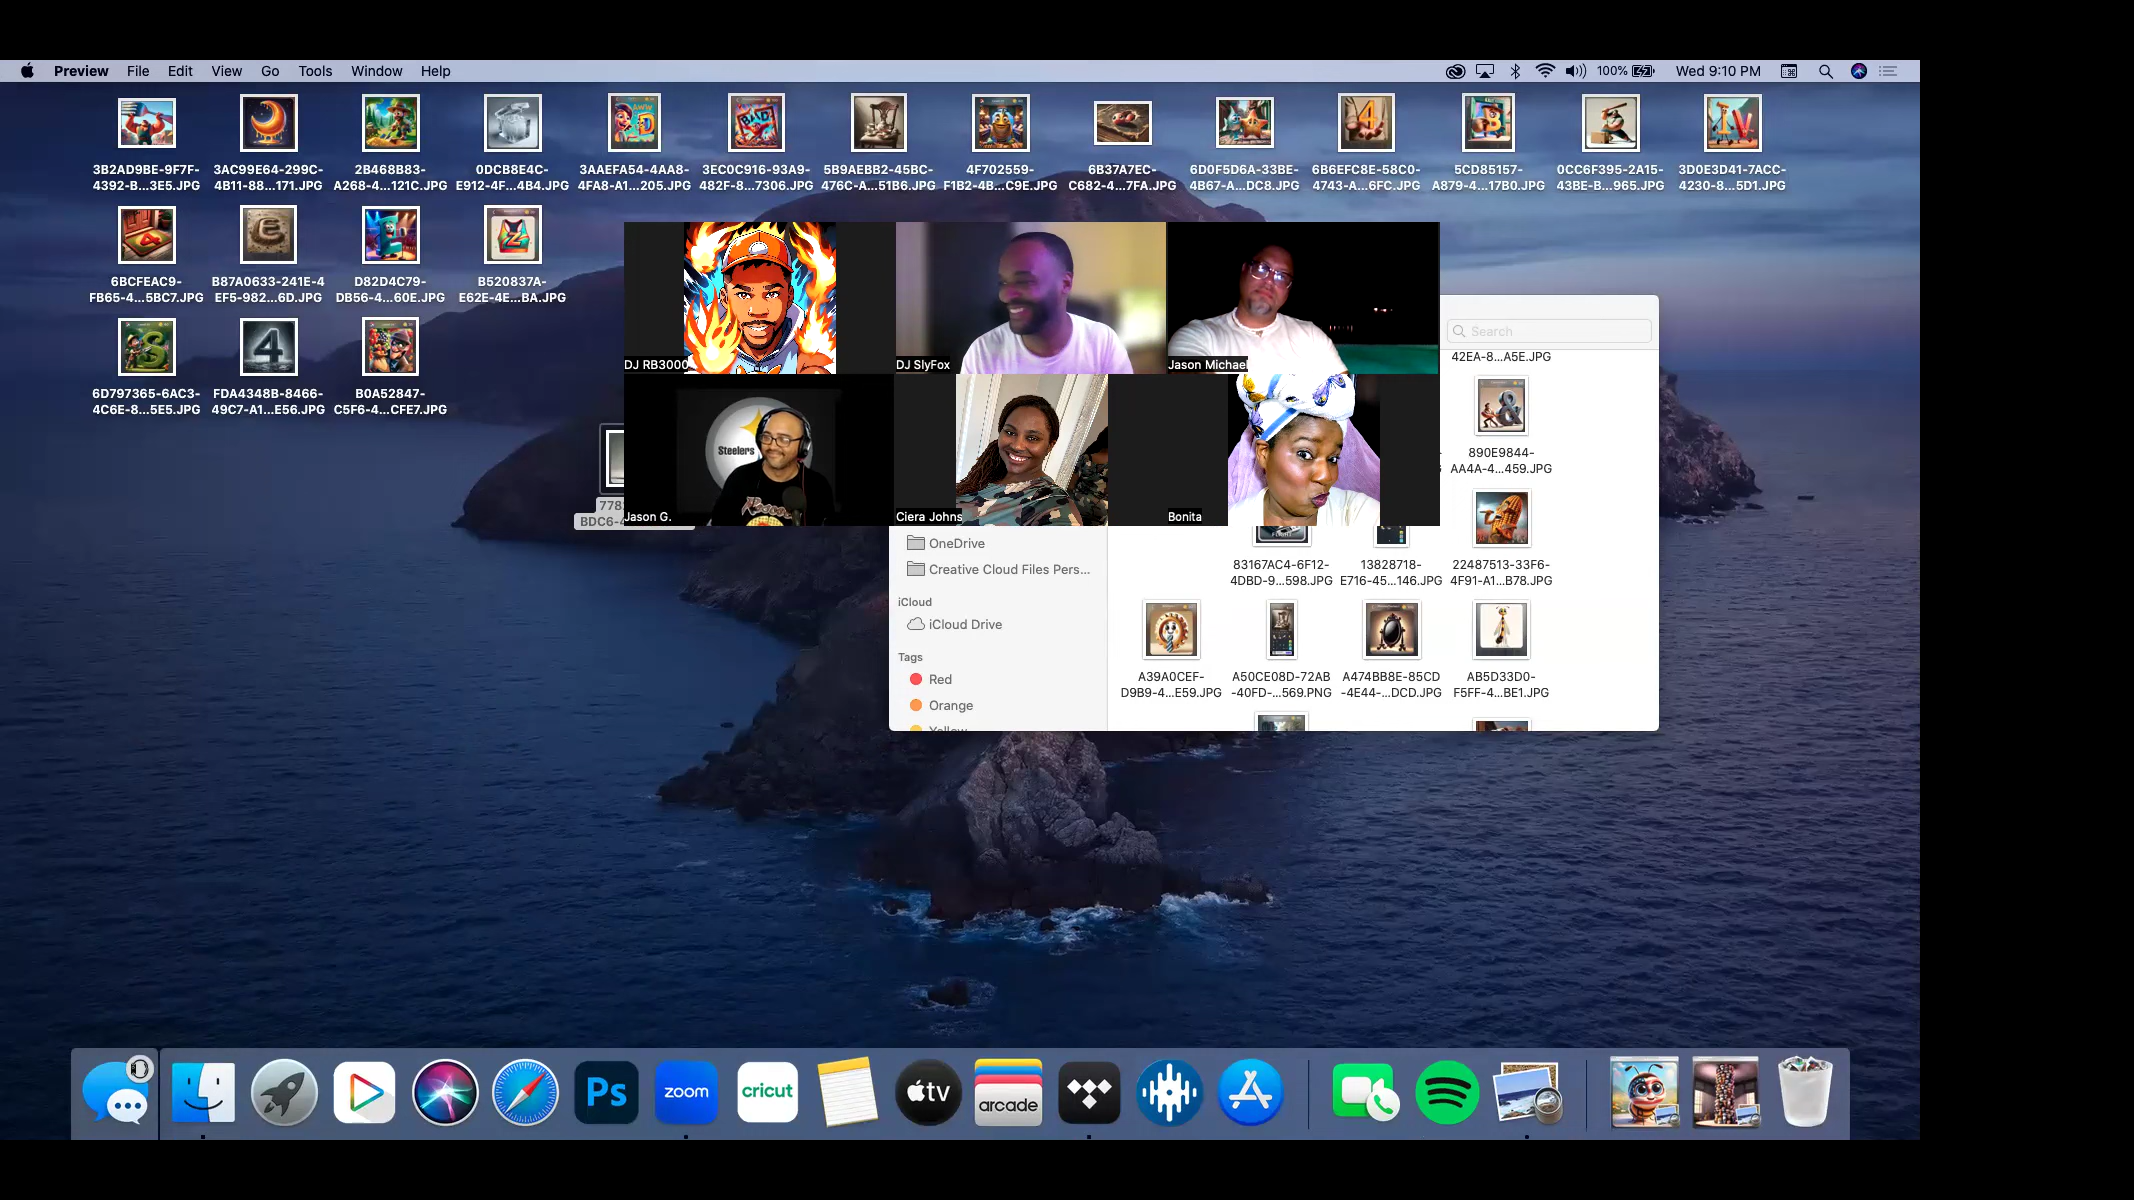 Preview File Edit View Go Tools Window Help 100% Wed 9:10 PM
3B2AD9BE-9F7F-
4392-B...3E5.JPG
3AC99E64-299C-
4B11-88...171.JPG
2B468B83-
A268-4...121C.JPG
0DCB8E4C-
E912-4F...4B4.JPG
3AAEFA54-4AA8-
4FA8-A1...205.JPG
3EC0C916-93A9-
482F-8...7306.JPG
5B9AEBB2-45BC-
476C-A...51B6.JPG
4F702559-
F1B2-4B...C9E.JPG
6B37A7EC-
C682-4...7FA.JPG
6D0F5D6A-33BE-
4B67-A...DC8.JPG
6B6EFC8E-58C0-
4743-A...6FC.JPG
5CD85157-
A879-4...17B0.JPG
0CC6F395-2A15-
43BE-B...965.JPG
3D0E3D41-7ACC-
4230-8...5D1.JPG
6BCFEAC9-
FB65-4...5BC7.JPG
B87A0633-241E-4
EF5-982...6D.JPG
D82D4C79-
DB56-4...60E.JPG
B520837A-
E62E-4E...BA.JPG
6D797365-6AC3-
4C6E-8...5E5.JPG
FDA4348B-8466-
49C7-A1...E56.JPG
B0A52847-
C5F6-4...CFE7.JPG
DJ RB3000
DJ SlyFox
Jason Michael
Steelers
Jason G.
Ciera Johns
Bonita
778
BDC6-4
Search
42EA-8...A5E.JPG
890E9844-
AA4A-4...459.JPG
OneDrive
Creative Cloud Files Pers...
iCloud
iCloud Drive
Tags
Red
Orange
Yellow
83167AC4-6F12-
4DBD-9...598.JPG
13828718-
E716-45...146.JPG
22487513-33F6-
4F91-A1...B78.JPG
A39A0CEF-
D9B9-4...E59.JPG
A50CE08D-72AB
-40FD-...569.PNG
A474BB8E-85CD
-4E44-...DCD.JPG
AB5D33D0-
F5FF-4...BE1.JPG
Ps
zoom
cricut
tv
arcade